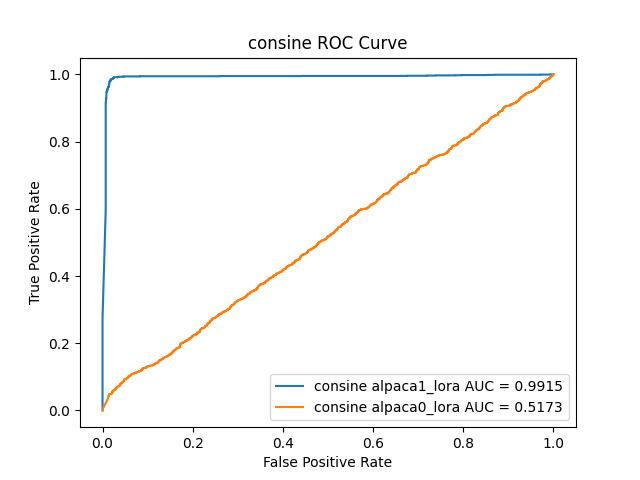 consine ROC Curve
True Positive Rate
1.0
0.8
0.6
0.4
0.2
0.0
consine alpaca1_lora AUC = 0.9915
consine alpaca0_lora AUC = 0.5173
0.0 0.2 0.4 0.6 0.8 1.0
False Positive Rate